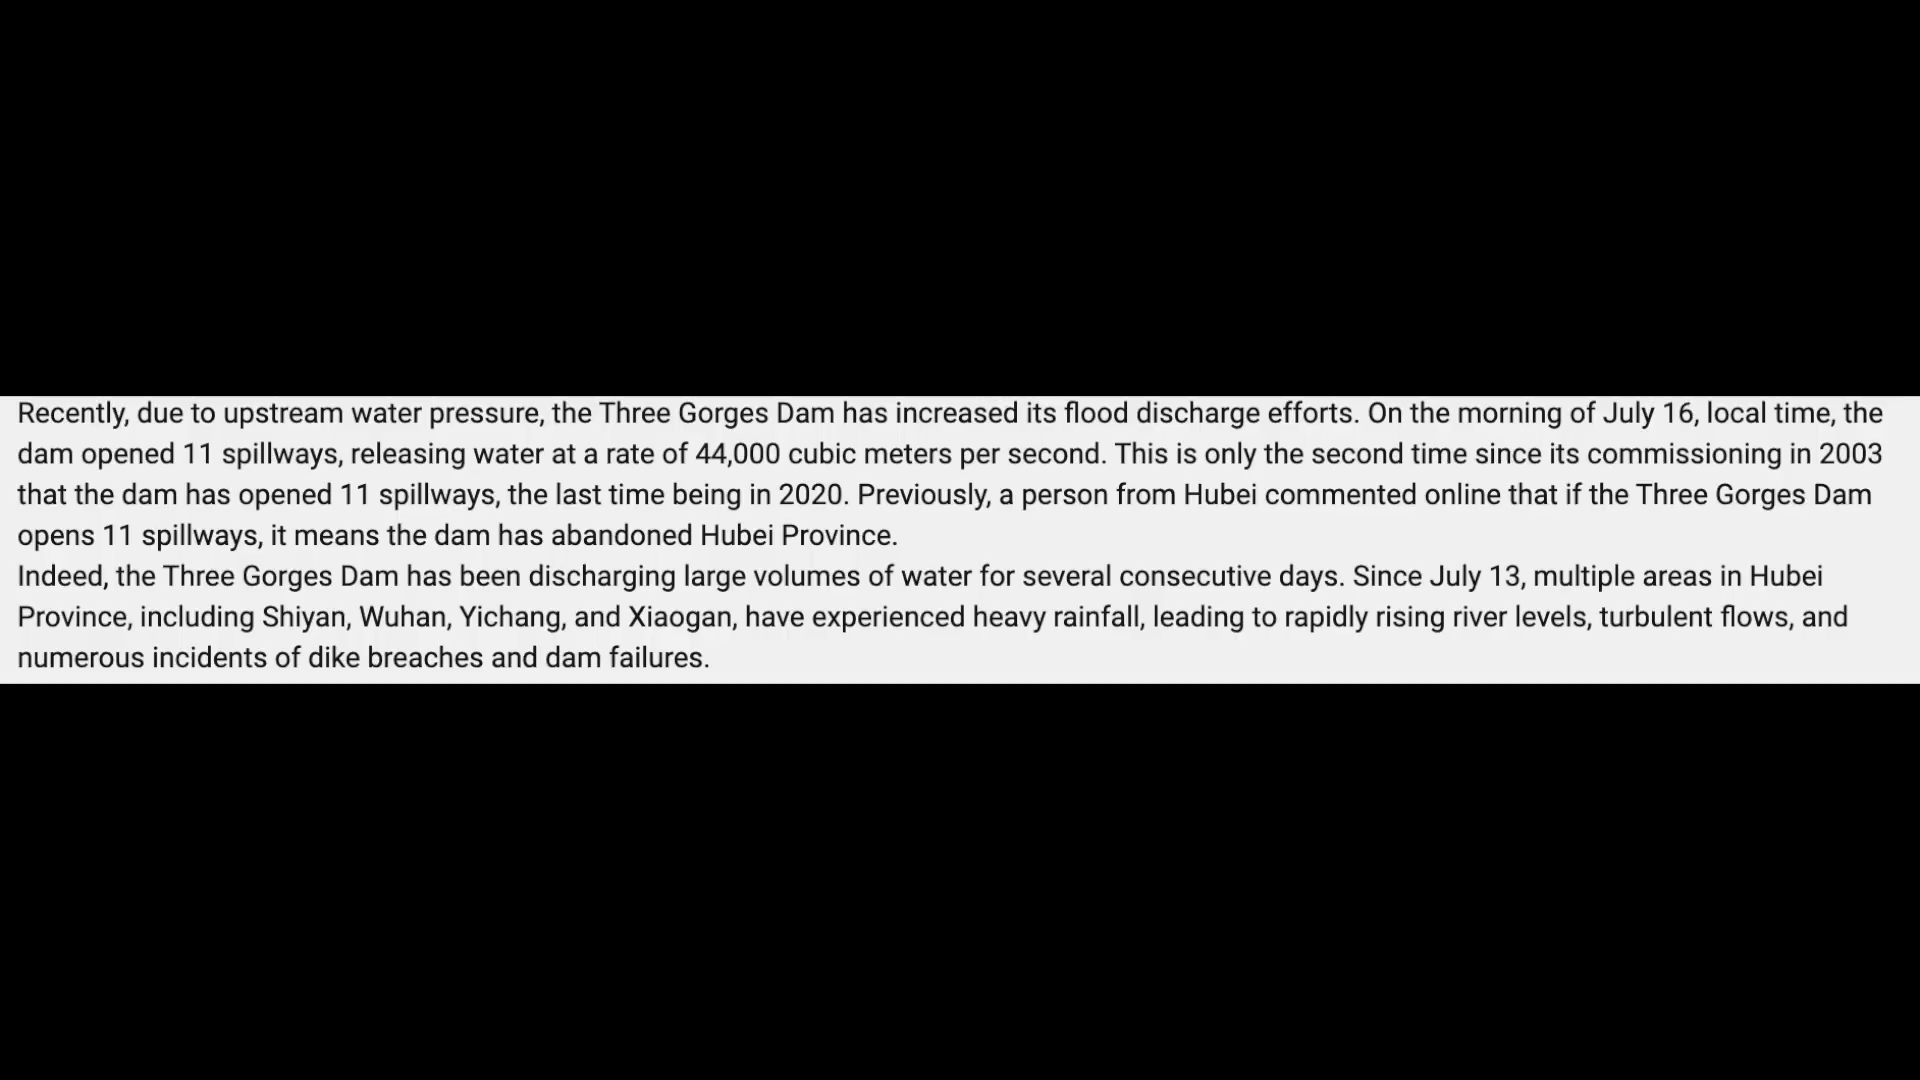 Recently, due to upstream water pressure, the Three Gorges Dam has increased its flood discharge efforts. On the morning of July 16, local time, the
dam opened 11 spillways, releasing water at a rate of 44,000 cubic meters per second. This is only the second time since its commissioning in 2003
that the dam has opened 11 spillways, the last time being in 2020. Previously, a person from Hubei commented online that if the Three Gorges Dam
opens 11 spillways, it means the dam has abandoned Hubei Province.
Indeed, the Three Gorges Dam has been discharging large volumes of water for several consecutive days. Since July 13, multiple areas in Hubei
Province, including Shiyan, Wuhan, Yichang, and Xiaogan, have experienced heavy rainfall, leading to rapidly rising river levels, turbulent flows, and
numerous incidents of dike breaches and dam failures.